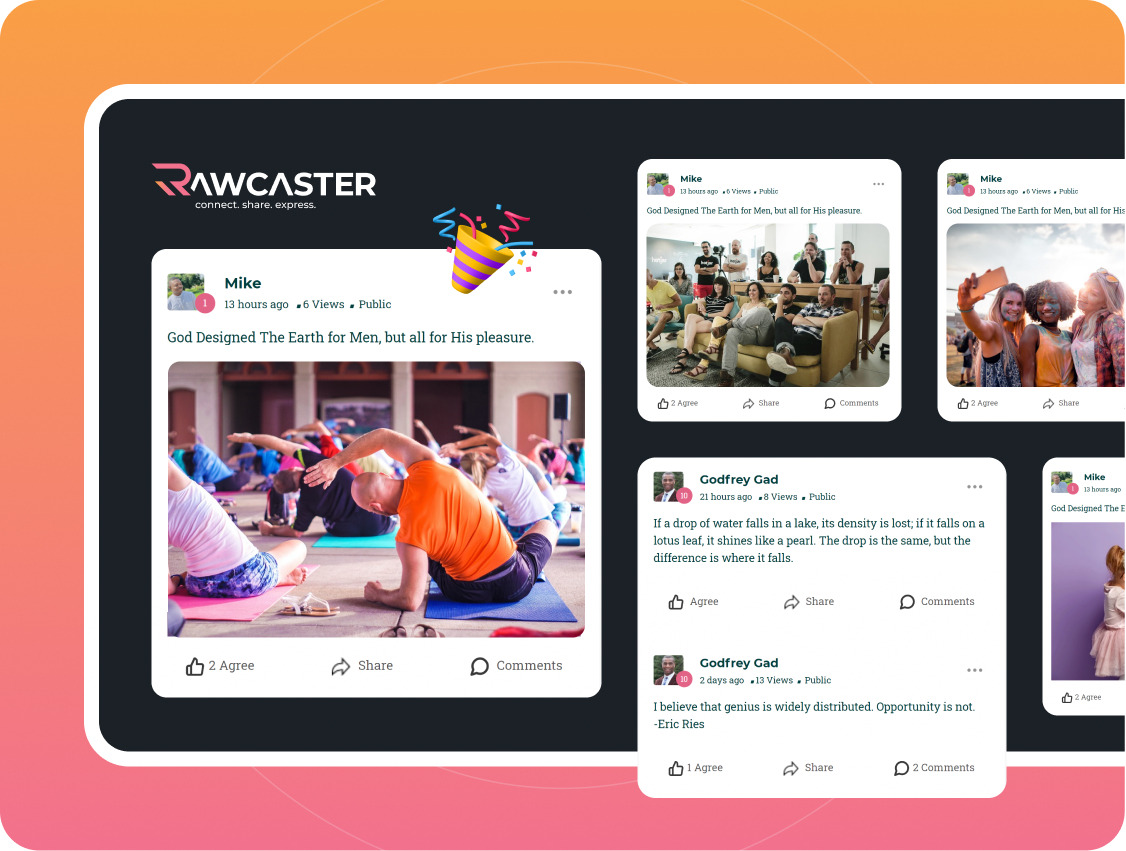 RAWCASTER
connect. share. express.
Mike
1
13 hours ago 6 Views Public
God Designed The Earth for Men, but all for His pleasure.
2 Agree Share Comments
Mike
1
13 hours ago 6 Views Public
God Designed The Earth for Men, but all for His pleasure.
2 Agree Share Comments
Mike
1
13 hours ago 6 Views Public
God Designed The Earth for Men, but all for His
2 Agree Share
Godfrey Gad
10
21 hours ago 8 Views Public
If a drop of water falls in a lake, its density is lost; if it falls on a
lotus leaf, it shines like a pearl. The drop is the same, but the
difference is where it falls.
Agree Share Comments
Godfrey Gad
10
2 days ago 13 Views Public
I believe that genius is widely distributed. Opportunity is not.
-Eric Ries
1 Agree Share 2 Comments
Mike
1
13 hours ago
God Designed The E
2 Agree